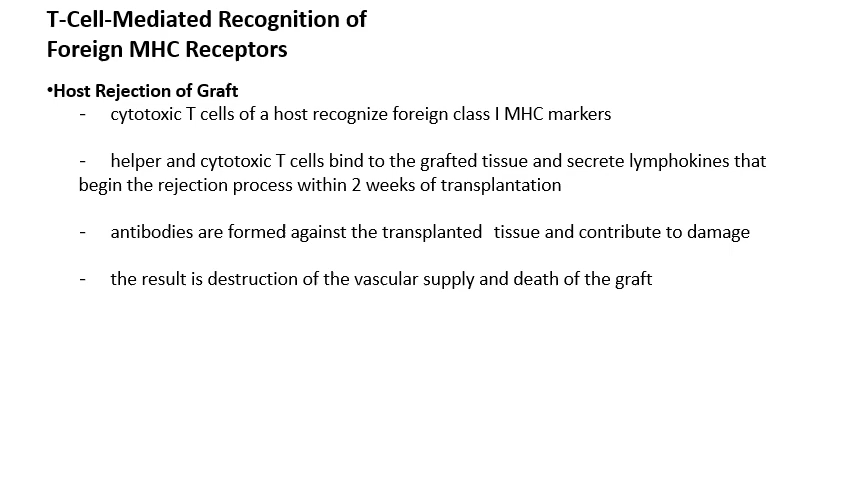 T-Cell-Mediated Recognition of
Foreign MHC Receptors
•Host Rejection of Graft
- cytotoxic T cells of a host recognize foreign class I MHC markers
- helper and cytotoxic T cells bind to the grafted tissue and secrete lymphokines that
begin the rejection process within 2 weeks of transplantation
- antibodies are formed against the transplanted tissue and contribute to damage
- the result is destruction of the vascular supply and death of the graft